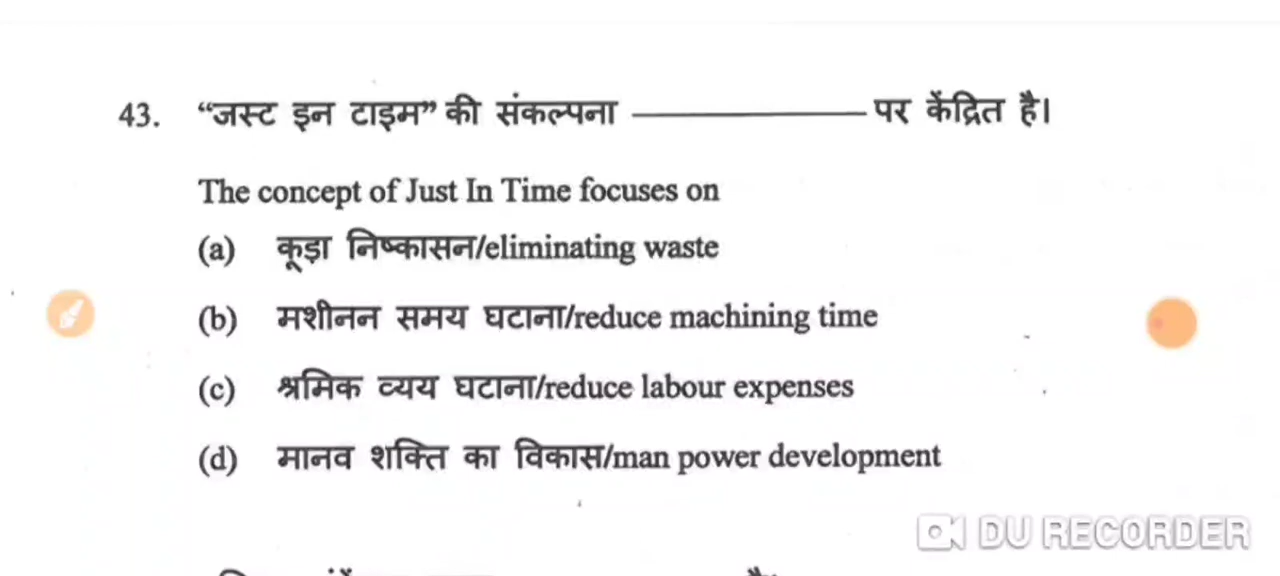 43. “जस्ट इन टाइम” की संकल्पना ____________ पर केंद्रित है।
The concept of Just In Time focuses on
(a) कूड़ा निष्कासन/eliminating waste
(b) मशीनन समय घटाना/reduce machining time
(c) श्रमिक व्यय घटाना/reduce labour expenses
(d) मानव शक्ति का विकास/man power development
DU RECORDER